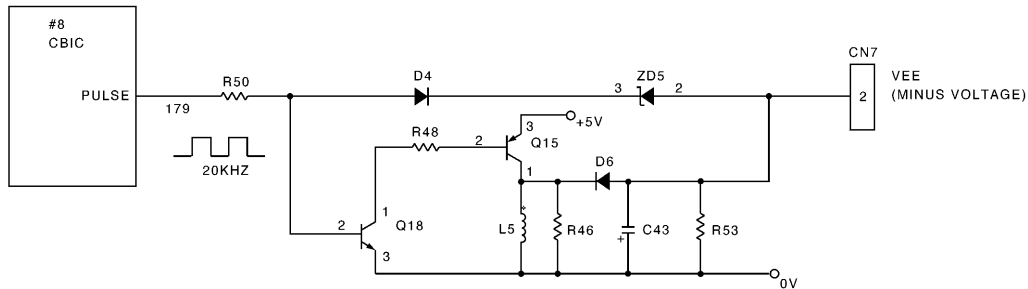 #8
CBIC
PULSE
179
R50
20KHZ
D4
3
ZD5
2
CN7
2
VEE
(MINUS VOLTAGE)
R48
2
3
+5V
Q15
1
D6
2
1
Q18
3
L5
+
R46
+
C43
R53
0V